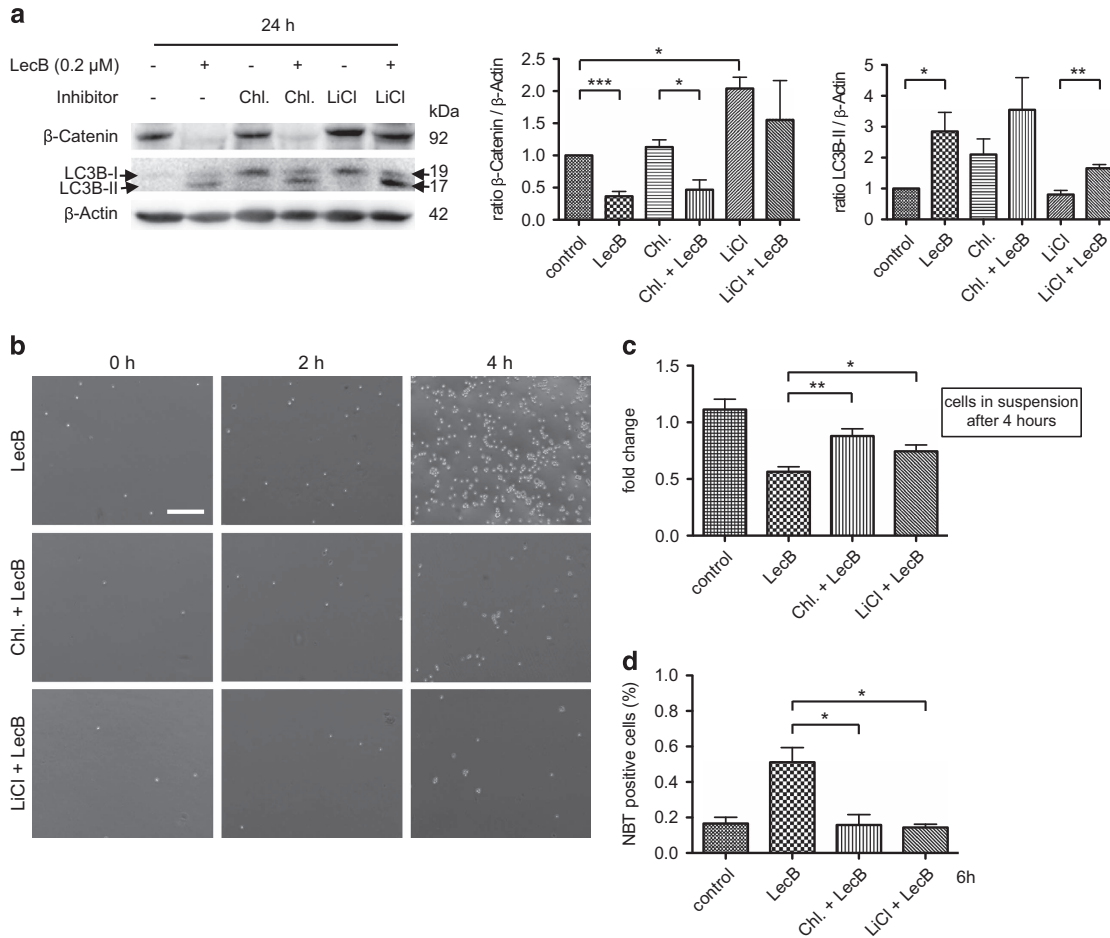 a
24 h
LecB (0.2 μM) - + - + - +
Inhibitor - - Chl. Chl. LiCl LiCl
kDa
β-Catenin 92
LC3B-I 19
LC3B-II 17
β-Actin 42
ratio β-Catenin / β-Actin
2.5
2.0
1.5
1.0
0.5
0.0
*
***
*
control
LecB
Chl.
Chl. + LecB
LiCl
LiCl + LecB
ratio LC3B-II / β-Actin
5
4
3
2
1
0
*
**
control
LecB
Chl.
Chl. + LecB
LiCl
LiCl + LecB
b
0 h 2 h 4 h
LecB
Chl. + LecB
LiCl + LecB
c
fold change
1.5
1.0
0.5
0.0
*
**
cells in suspension
after 4 hours
control
LecB
Chl. + LecB
LiCl + LecB
d
NBT positive cells (%)
1.0
0.8
0.6
0.4
0.2
0.0
*
*
control
LecB
Chl. + LecB
LiCl + LecB
6h